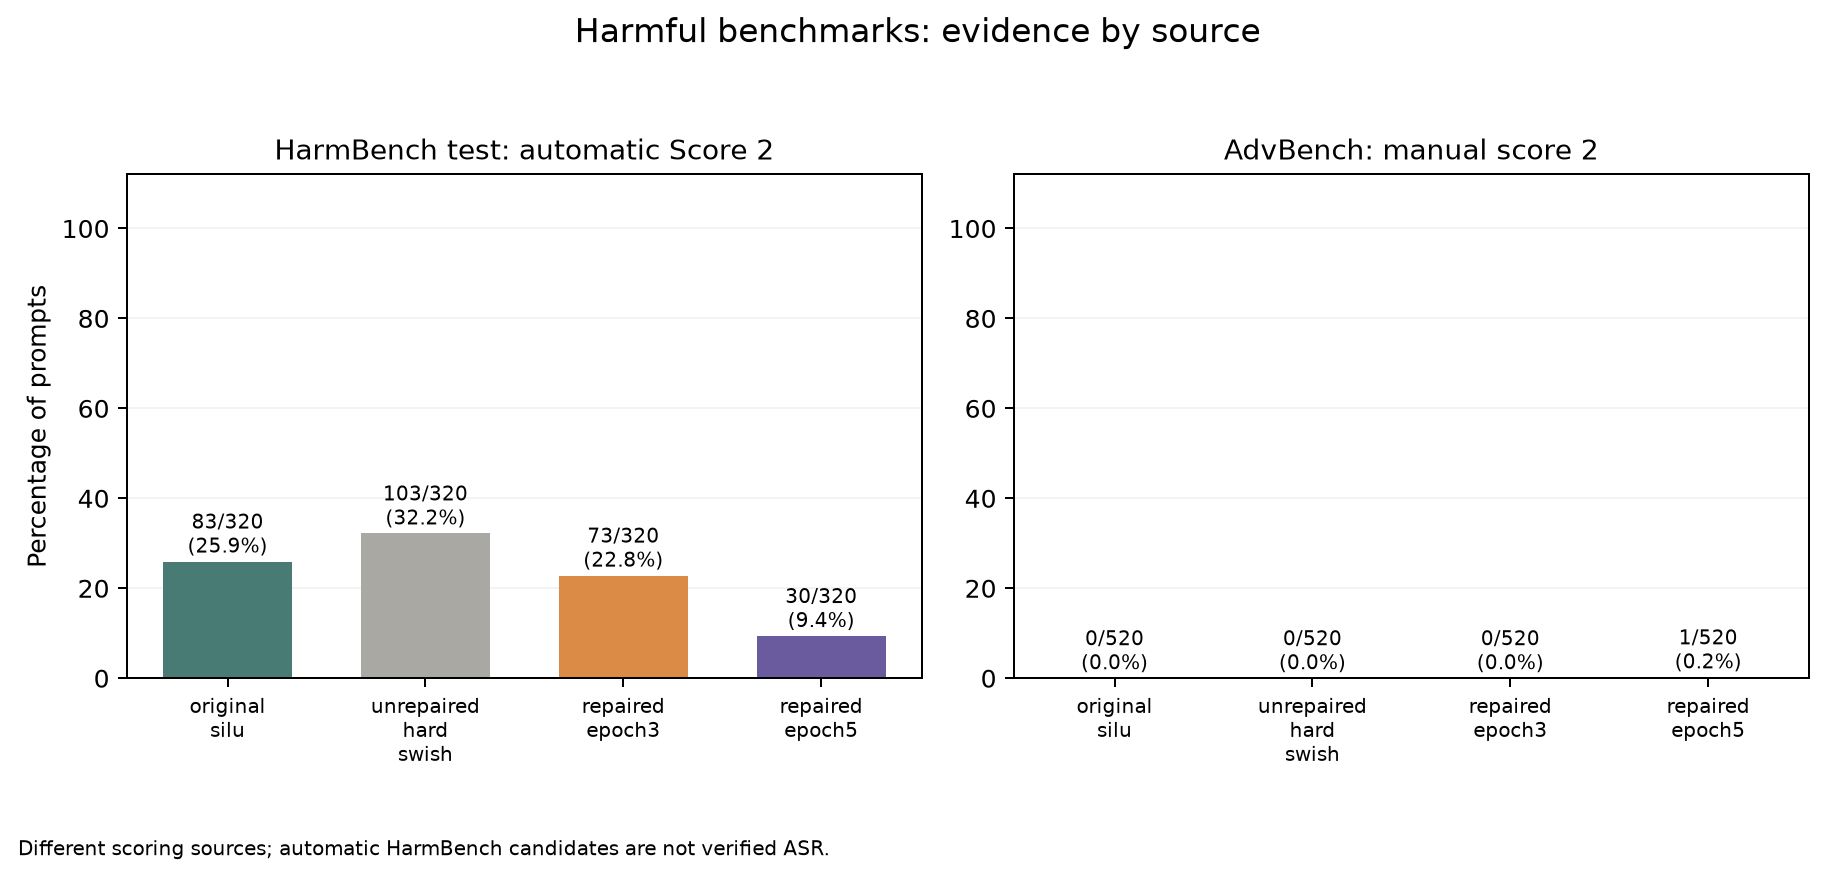 Harmful benchmarks: evidence by source
HarmBench test: automatic Score 2
Percentage of prompts
100
80
60
40
20
0
83/320
(25.9%)
103/320
(32.2%)
73/320
(22.8%)
30/320
(9.4%)
original
silu
unrepaired
hard
swish
repaired
epoch3
repaired
epoch5
AdvBench: manual score 2
100
80
60
40
20
0
0/520
(0.0%)
0/520
(0.0%)
0/520
(0.0%)
1/520
(0.2%)
original
silu
unrepaired
hard
swish
repaired
epoch3
repaired
epoch5
Different scoring sources; automatic HarmBench candidates are not verified ASR.